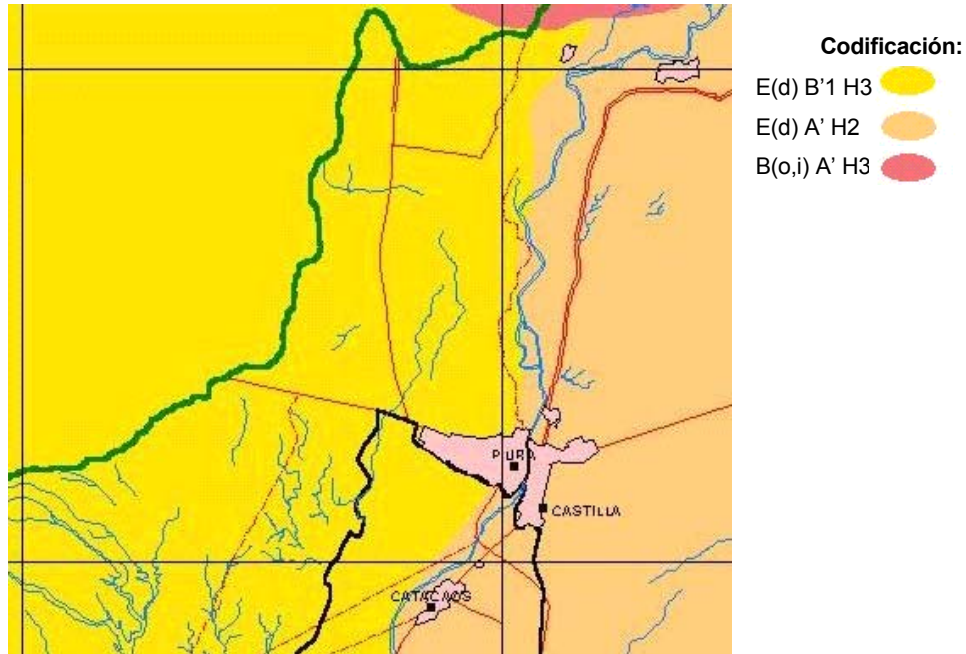 Codificación:
E(d) B'1 H3
E(d) A' H2
B(o,i) A' H3
PIURA
CASTILLA
CATACAOS